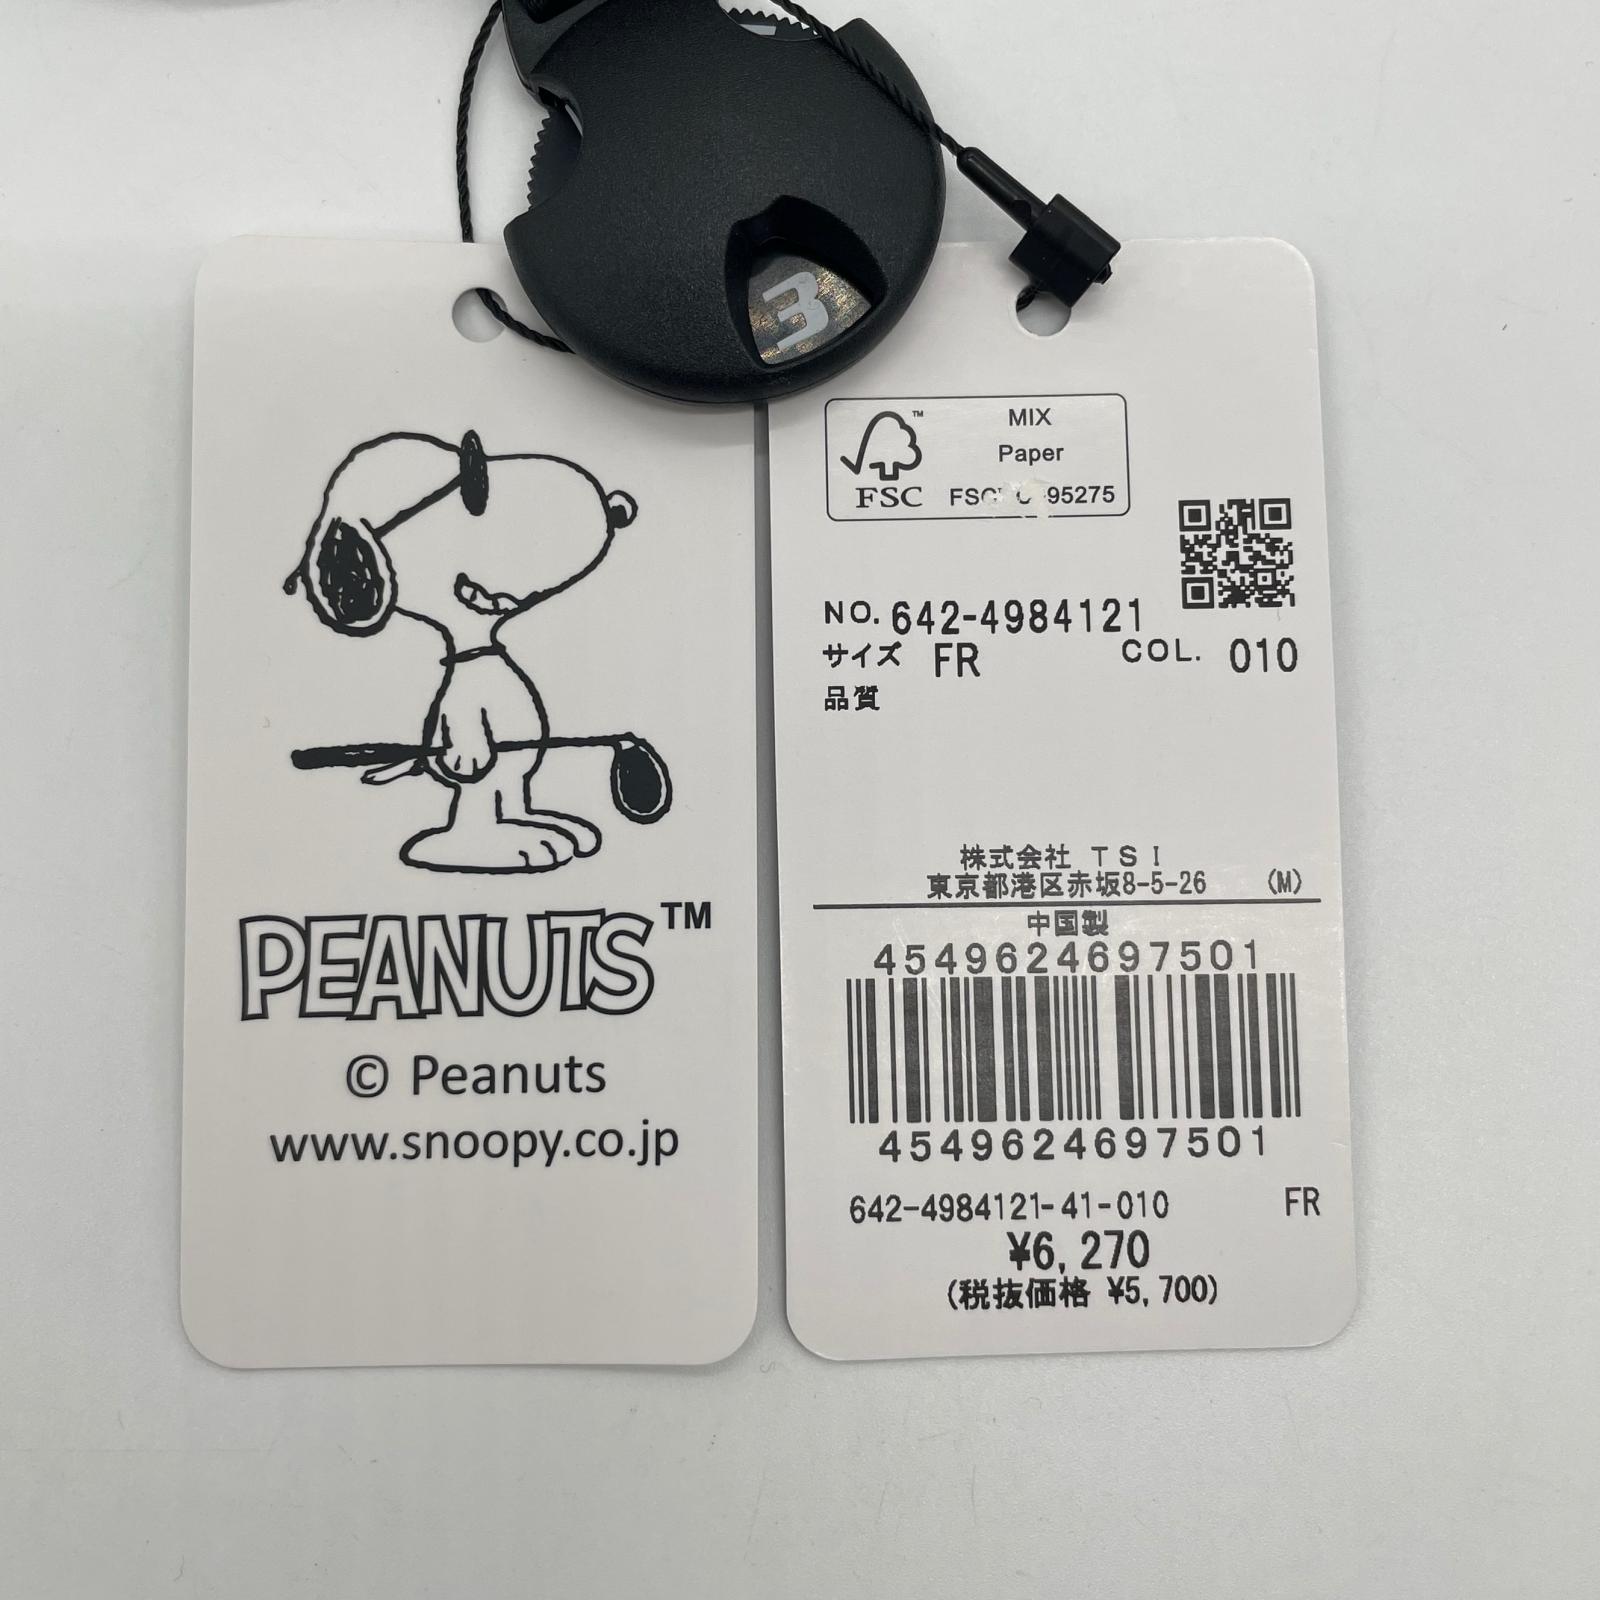 3
PEANUTS™
© Peanuts
www.snoopy.co.jp
MIX
Paper
FSC
95275
NO. 642-4984121
サイズ FR COL. 010
品質
株式会社 TSI
東京都港区赤坂8-5-26 (M)
中国製
4549624697501
4549624697501
642-4984121-41-010 FR
¥6,270
(税抜価格 ¥5,700)